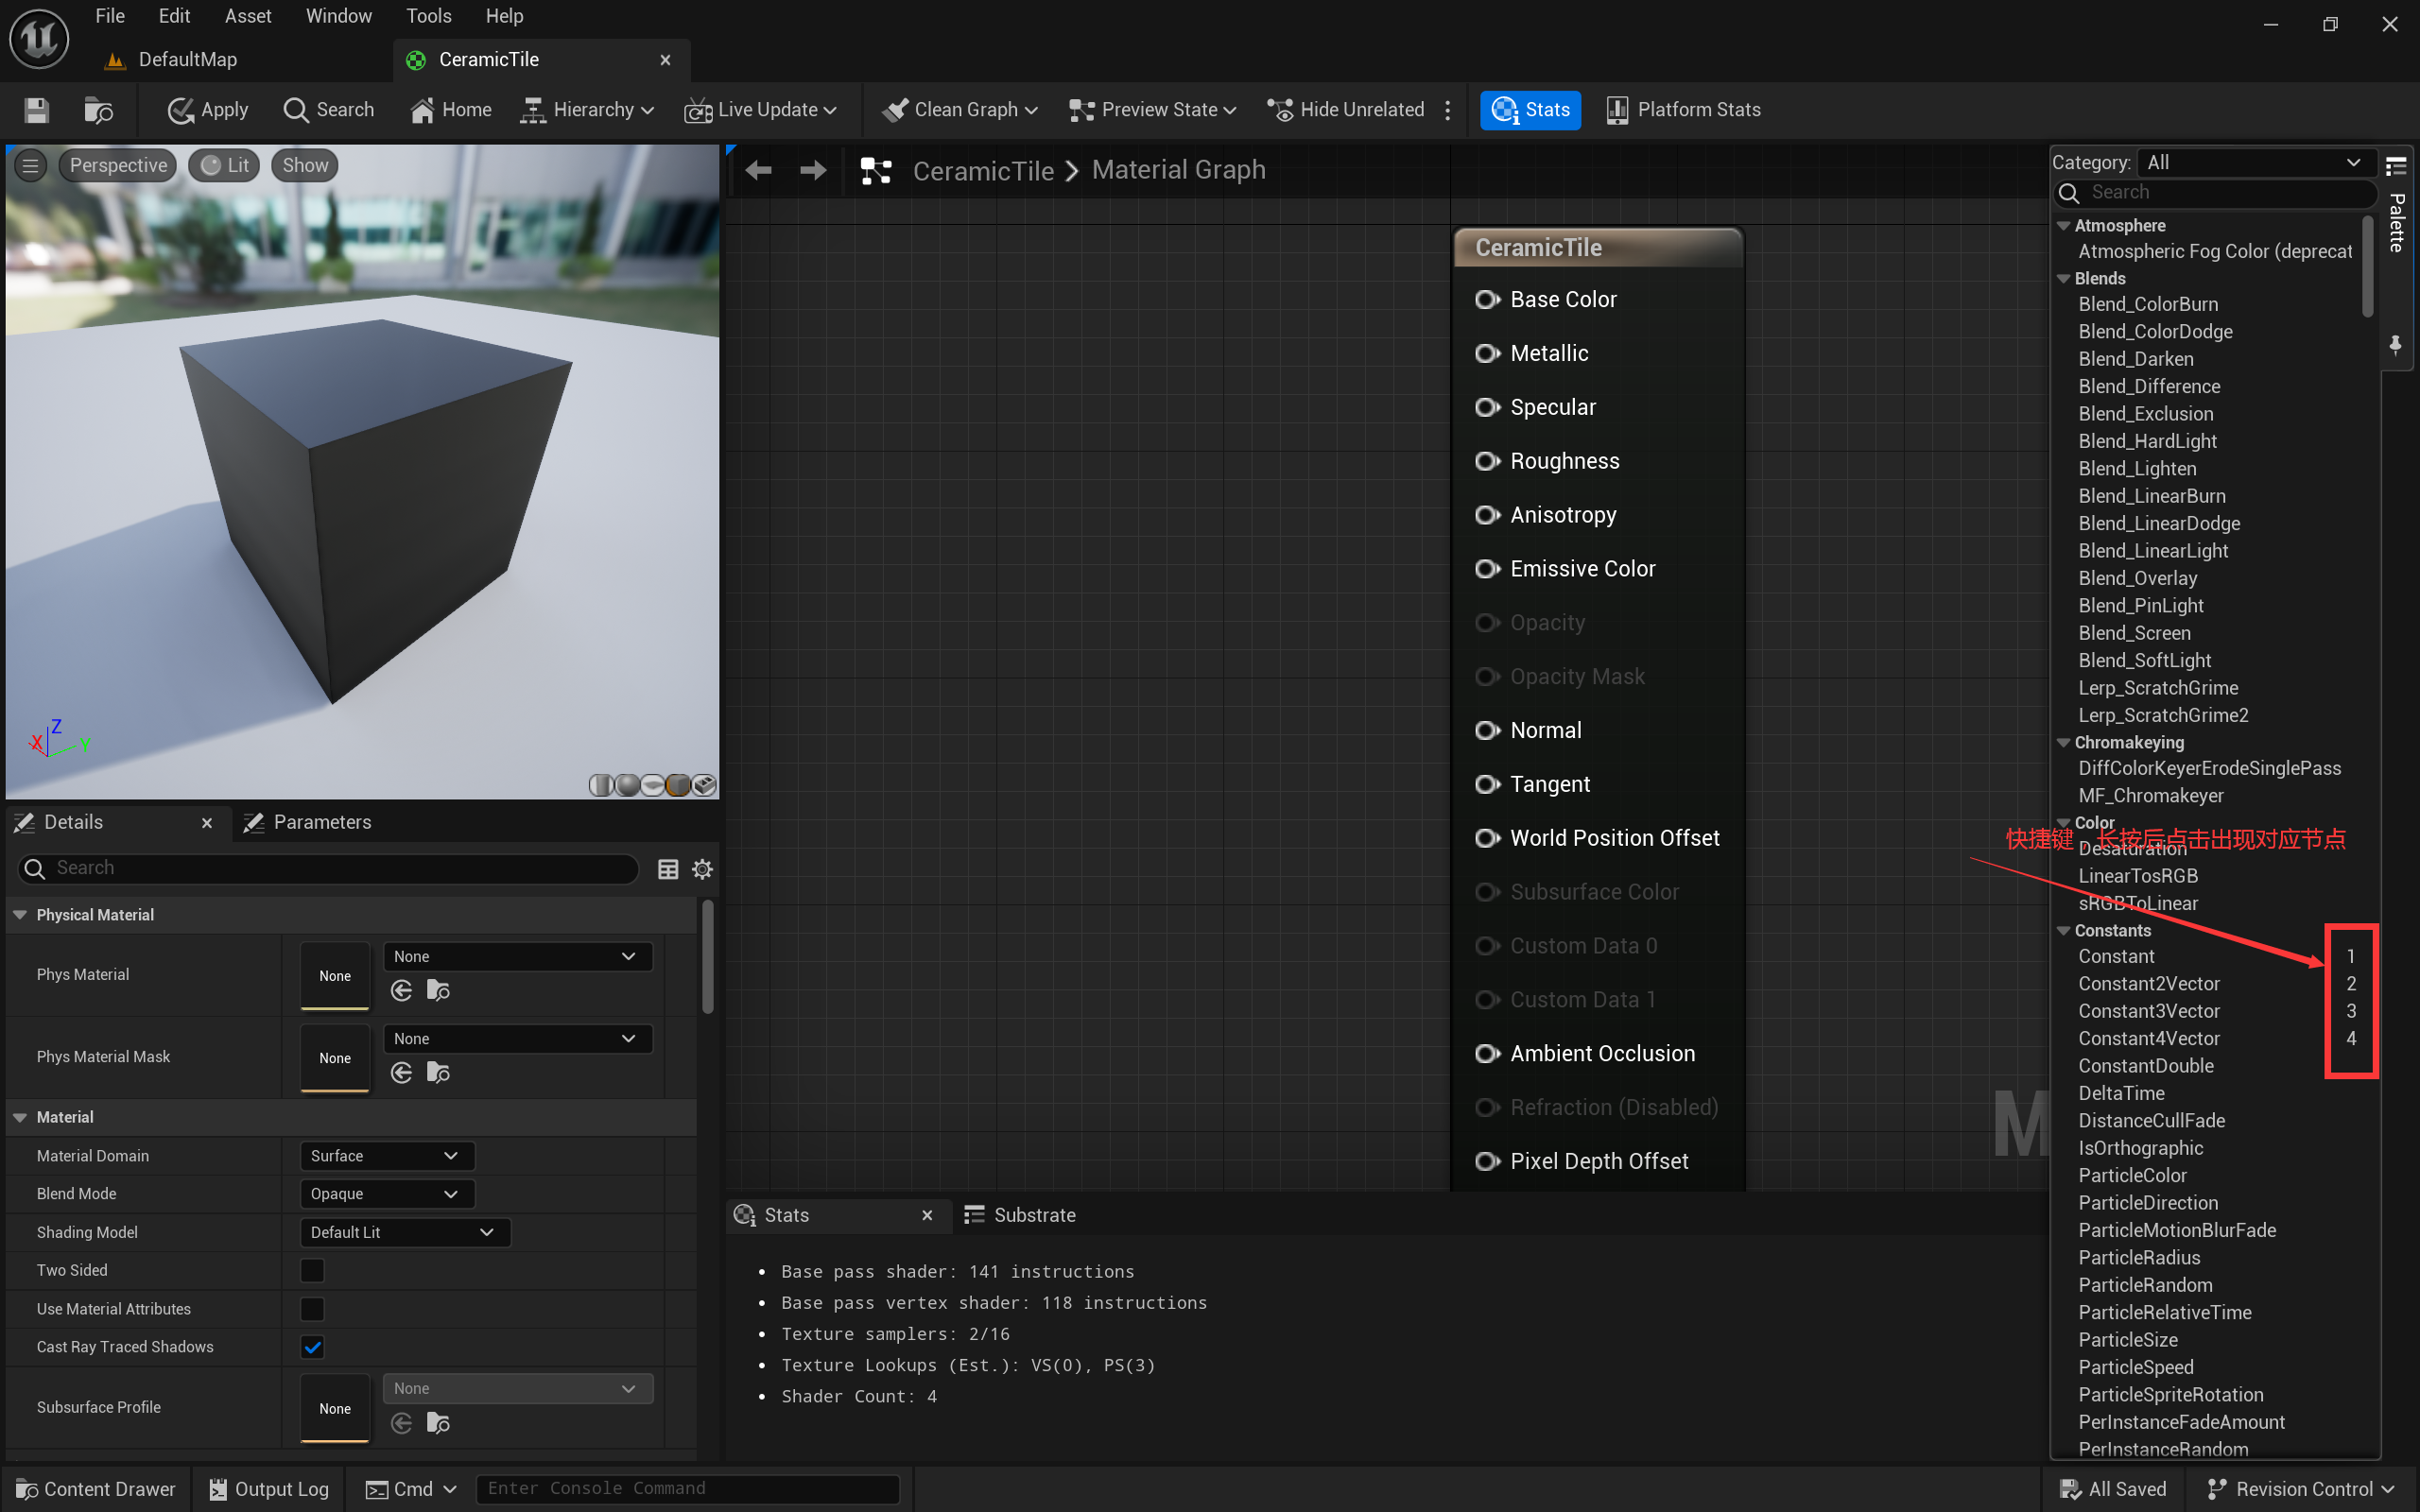 File Edit Asset Window Tools Help
DefaultMap
CeramicTile
Apply Search Home Hierarchy Live Update Clean Graph Preview State Hide Unrelated Stats Platform Stats
Perspective Lit Show
Z
X
Y
CeramicTile Material Graph
CeramicTile
Base Color
Metallic
Specular
Roughness
Anisotropy
Emissive Color
Opacity
Opacity Mask
Normal
Tangent
World Position Offset
Subsurface Color
Custom Data 0
Custom Data 1
Ambient Occlusion
Refraction (Disabled)
Pixel Depth Offset
M
Category: All
Search
Palette
Atmosphere
Atmospheric Fog Color (deprecat
Blends
Blend_ColorBurn
Blend_ColorDodge
Blend_Darken
Blend_Difference
Blend_Exclusion
Blend_HardLight
Blend_Lighten
Blend_LinearBurn
Blend_LinearDodge
Blend_LinearLight
Blend_Overlay
Blend_PinLight
Blend_Screen
Blend_SoftLight
Lerp_ScratchGrime
Lerp_ScratchGrime2
Chromakeying
DiffColorKeyerErodeSinglePass
MF_Chromakeyer
Color
快捷键，长按后点击出现对应节点
Desaturation
LinearTosRGB
sRGBToLinear
Constants
Constant 1
Constant2Vector 2
Constant3Vector 3
Constant4Vector 4
ConstantDouble
DeltaTime
DistanceCullFade
IsOrthographic
ParticleColor
ParticleDirection
ParticleMotionBlurFade
ParticleRadius
ParticleRandom
ParticleRelativeTime
ParticleSize
ParticleSpeed
ParticleSpriteRotation
PerInstanceFadeAmount
PerInstanceRandom
Details Parameters
Search
Physical Material
Phys Material None None
Phys Material Mask None None
Material
Material Domain Surface
Blend Mode Opaque
Shading Model Default Lit
Two Sided
Use Material Attributes
Cast Ray Traced Shadows
Subsurface Profile None None
Stats Substrate
• Base pass shader: 141 instructions
• Base pass vertex shader: 118 instructions
• Texture samplers: 2/16
• Texture Lookups (Est.): VS(0), PS(3)
• Shader Count: 4
Content Drawer Output Log Cmd Enter Console Command All Saved Revision Control